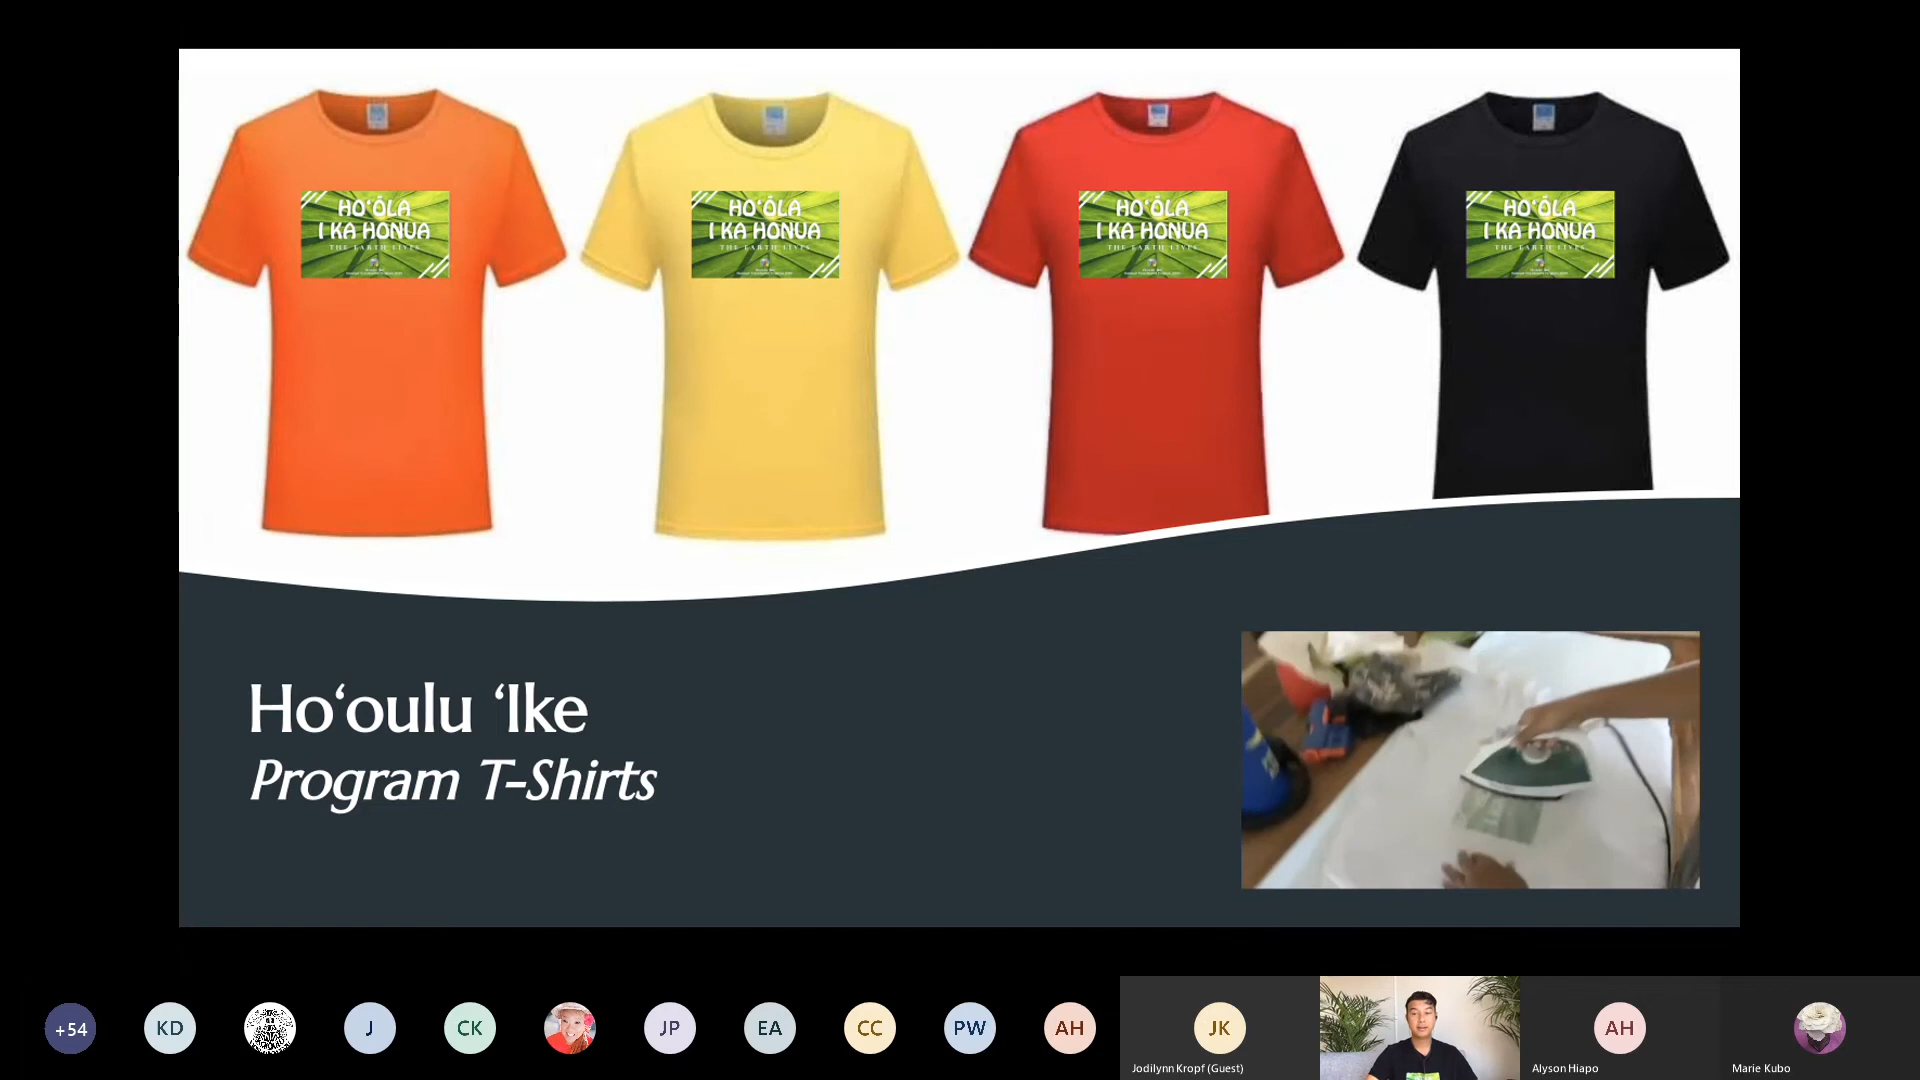 HOʻŌLA
I KA HONUA
THE EARTH LIVES
HOʻŌLA
I KA HONUA
THE EARTH LIVES
HOʻŌLA
I KA HONUA
THE EARTH LIVES
HOʻŌLA
I KA HONUA
THE EARTH LIVES
Hoʻoulu ʻIke
Program T-Shirts
+54
KD
J
CK
JP
EA
CC
PW
AH
JK
AH
Jodilynn Kropf (Guest)
Alyson Hiapo
Marie Kubo